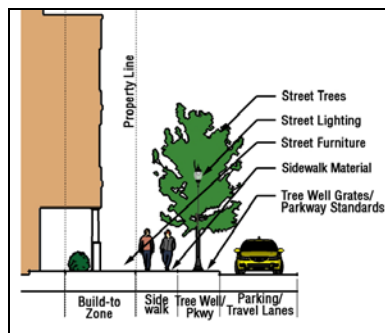 Property Line
Street Trees
Street Lighting
Street Furniture
Sidewalk Material
Tree Well Grates/
Parkway Standards
Build-to
Zone
Side
walk
Tree Well/
Pkwy
Parking/
Travel Lanes